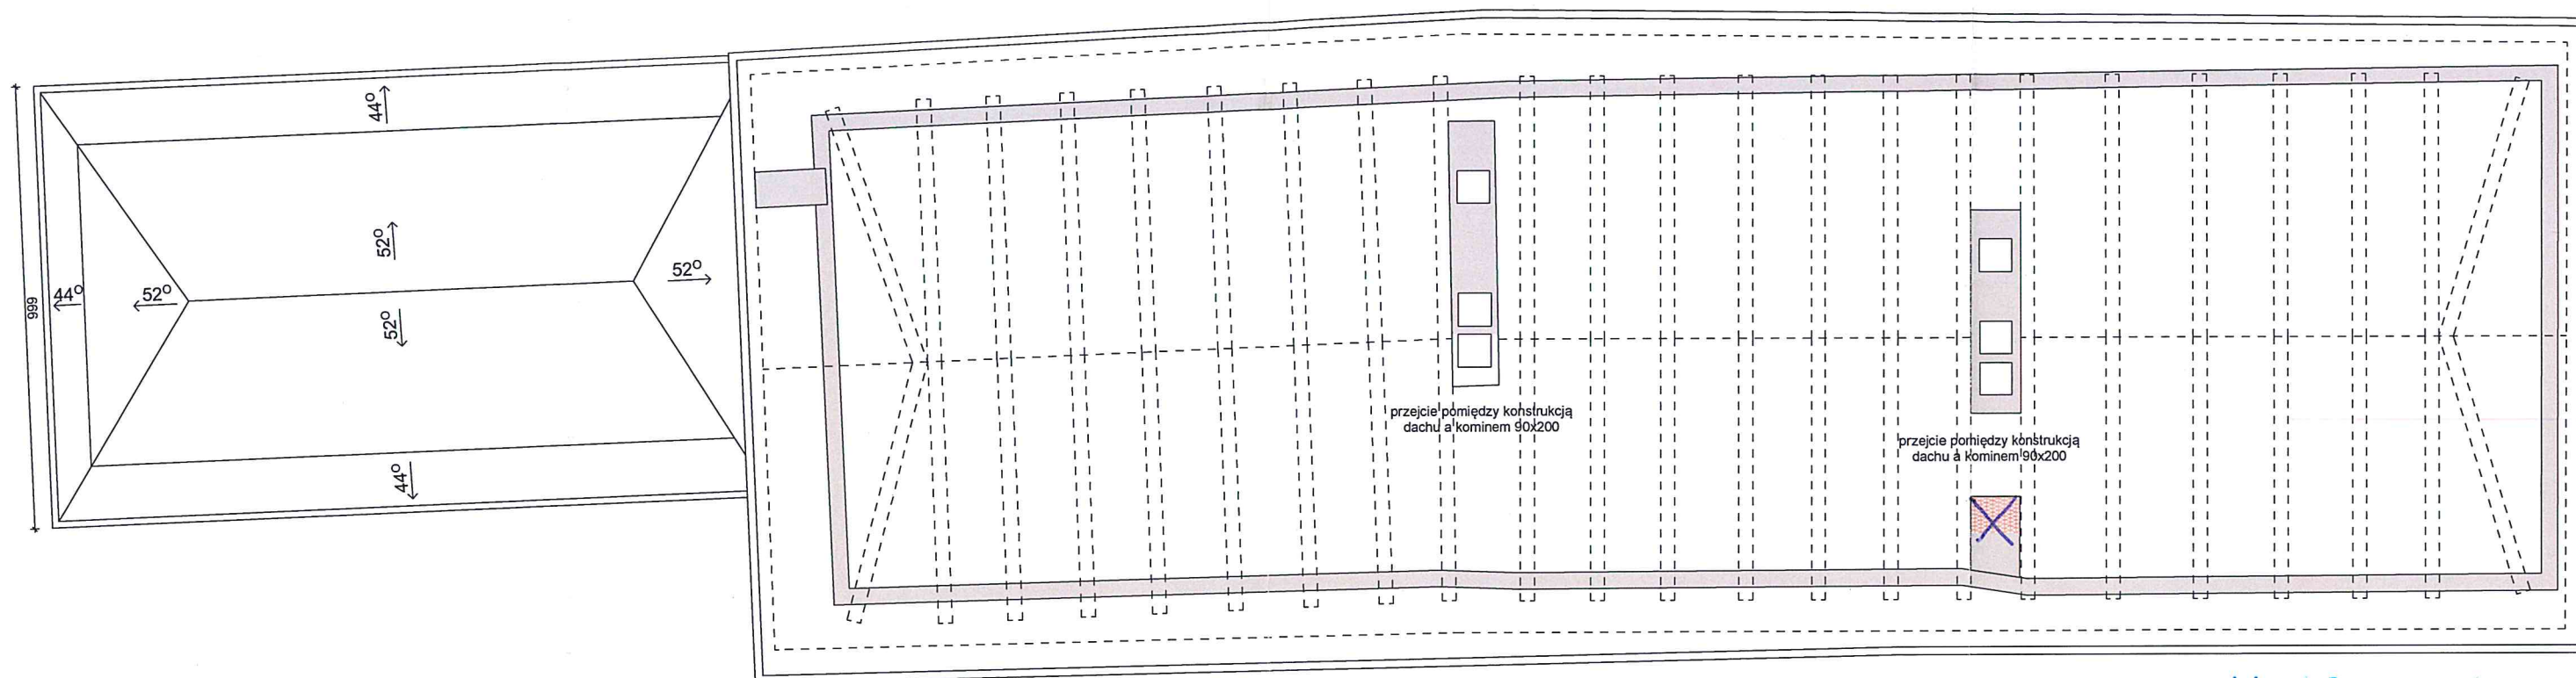 44°
52°
52°
44°
52°
52°
44°
999
przejcie pomiędzy konstrukcją
dachu a kominem 90x200
przejcie pomiędzy konstrukcją
dachu a kominem 90x200